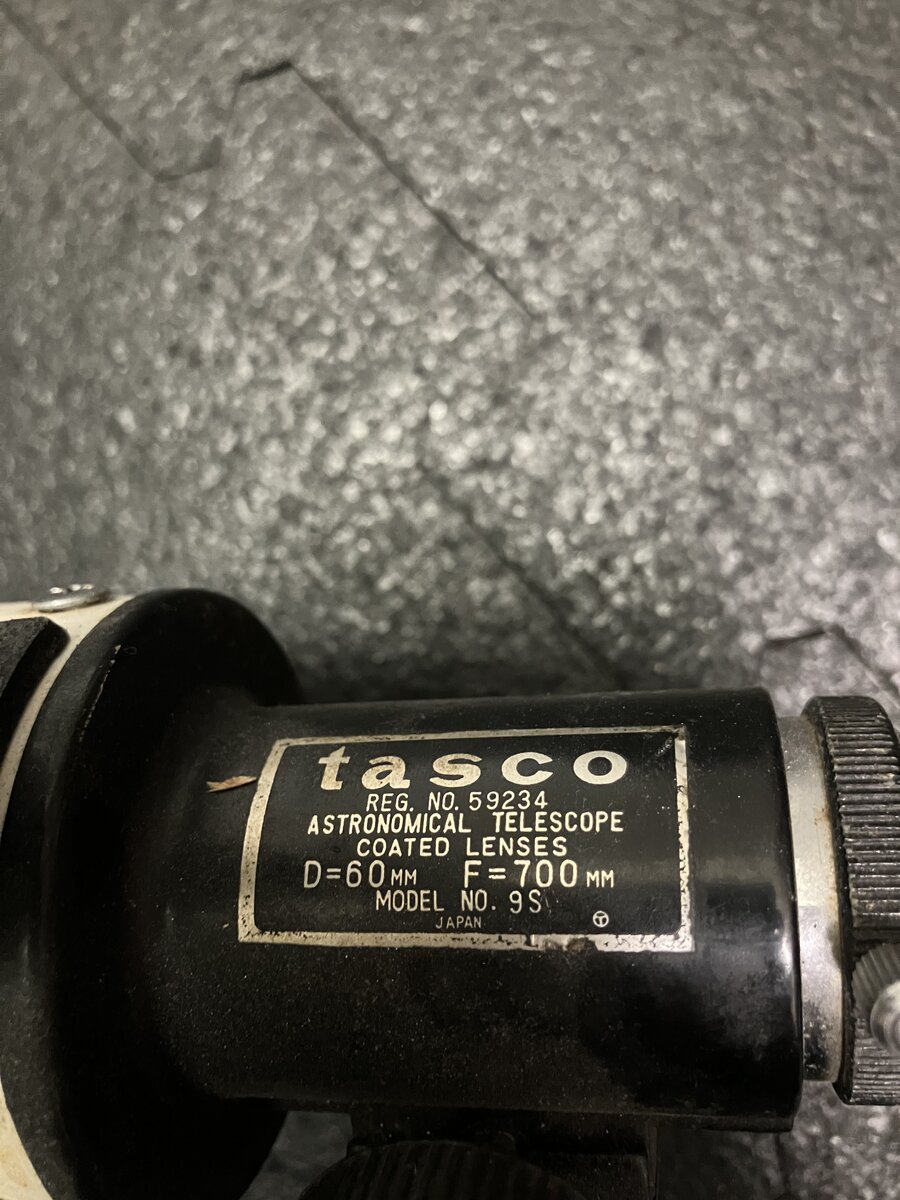 tasco
REG. NO. 59234
ASTRONOMICAL TELESCOPE
COATED LENSES
D=60MM F=700MM
MODEL NO. 9S
JAPAN T